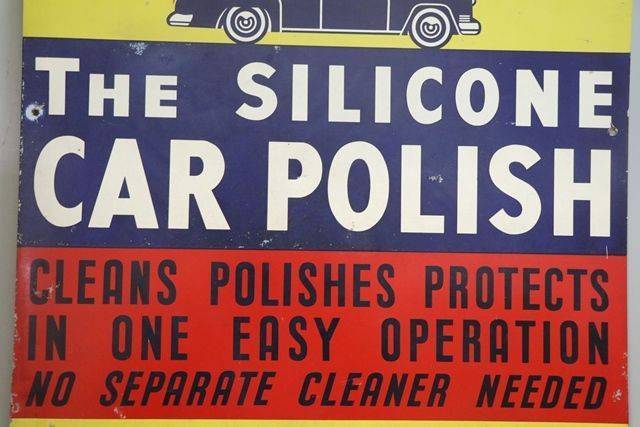 THE SILICONE
CAR POLISH
CLEANS POLISHES PROTECTS
IN ONE EASY OPERATION
NO SEPARATE CLEANER NEEDED